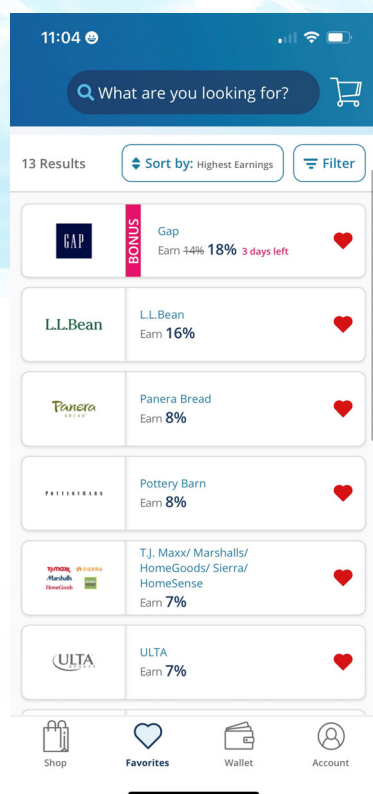 11:04
What are you looking for?
13 Results
Sort by: Highest Earnings
Filter
GAP
BONUS
Gap
Earn 14% 18% 3 days left
L.L.Bean
L.L.Bean
Earn 16%
Panera
BREAD
Panera Bread
Earn 8%
POTTERY BARN
Pottery Barn
Earn 8%
TJ-maxx SIERRA
Marshalls
HomeGoods
T.J. Maxx/ Marshalls/
HomeGoods/ Sierra/
HomeSense
Earn 7%
ULTA
ULTA
Earn 7%
Shop
Favorites
Wallet
Account